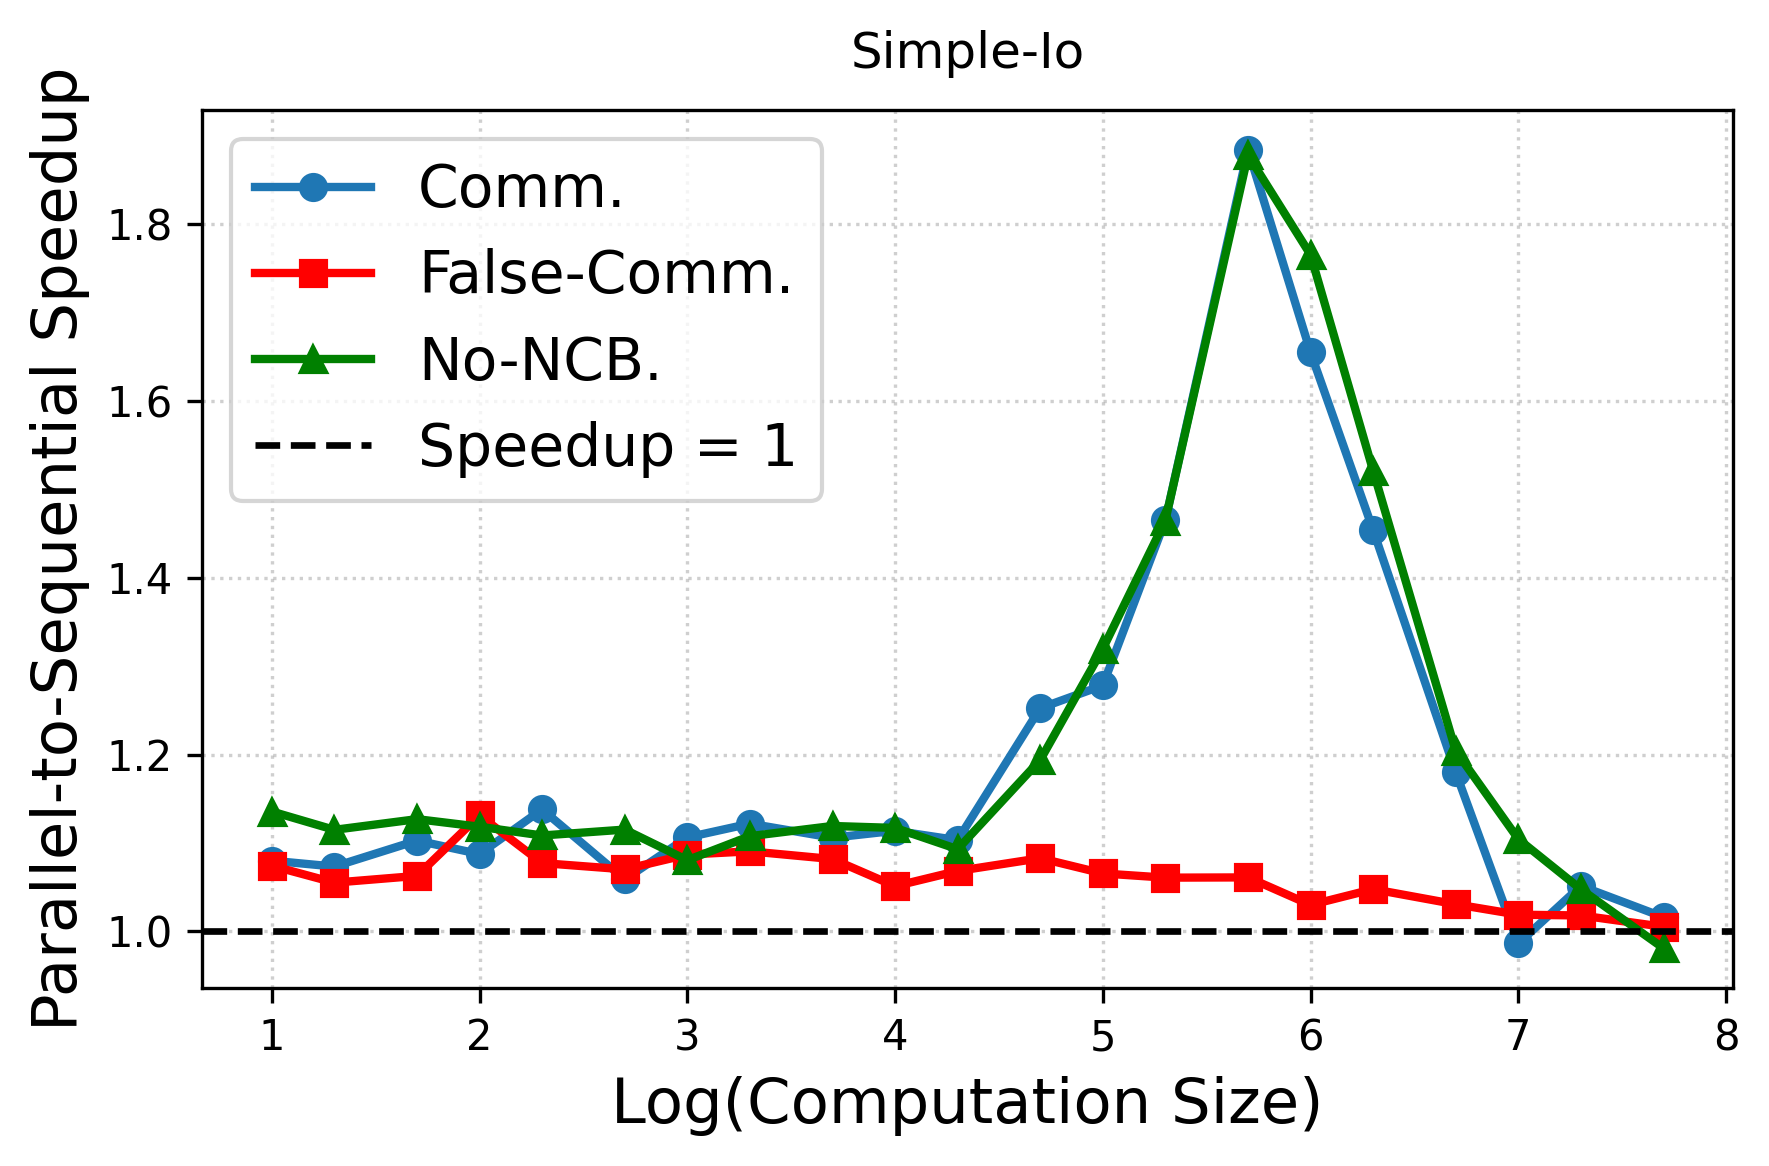 Simple-Io
Parallel-to-Sequential Speedup
Comm.
False-Comm.
No-NCB.
Speedup = 1
1.8
1.6
1.4
1.2
1.0
1 2 3 4 5 6 7 8
Log(Computation Size)